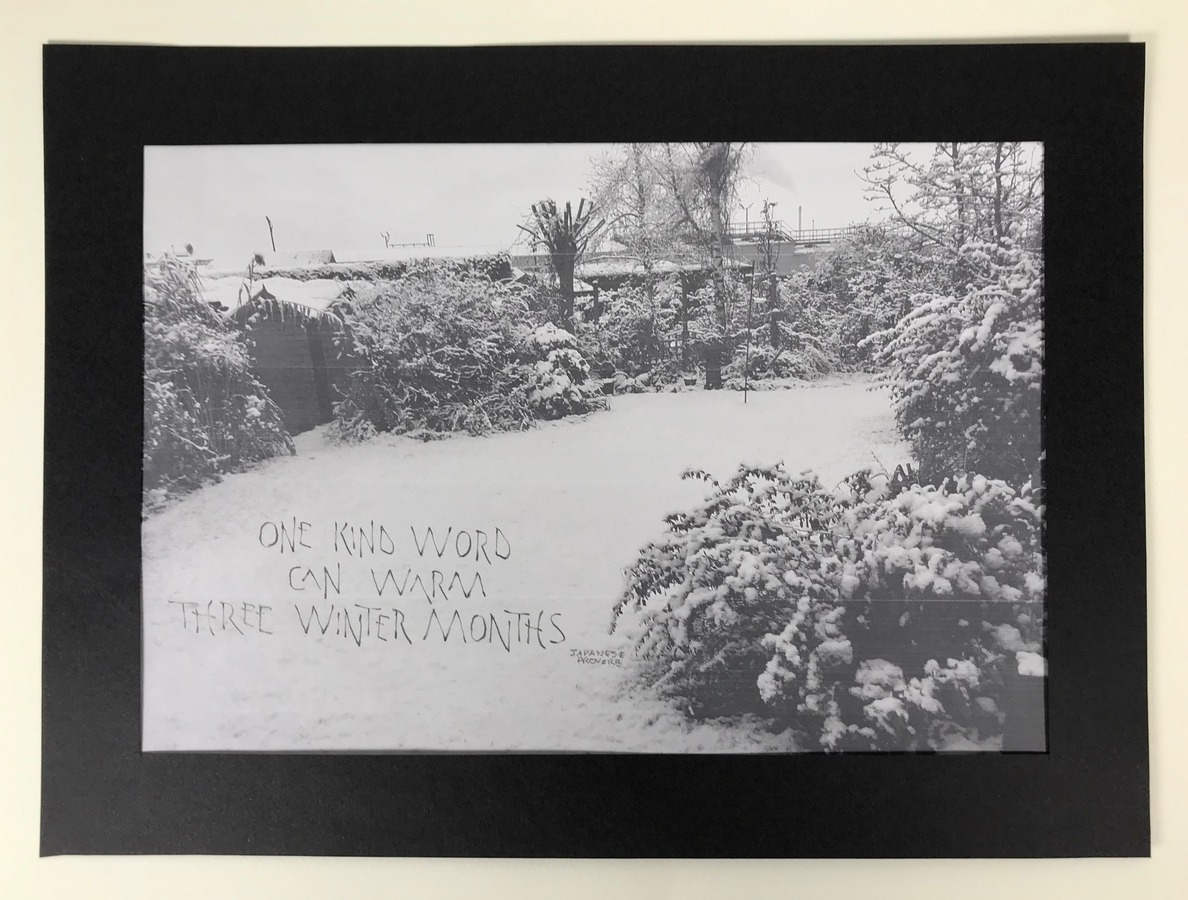 ONE KIND WORD
CAN WARM
THREE WINTER MONTHS
JAPANESE
PROVERB